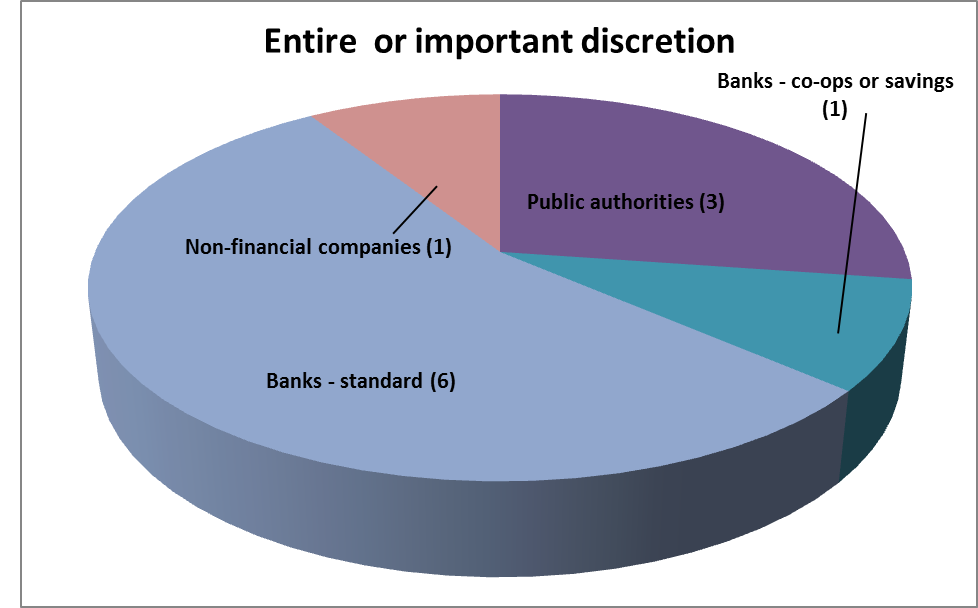 Entire  or important discretion
Banks - co-ops or savings
(1)
Public authorities (3)
Non-financial companies (1)
Banks - standard (6)